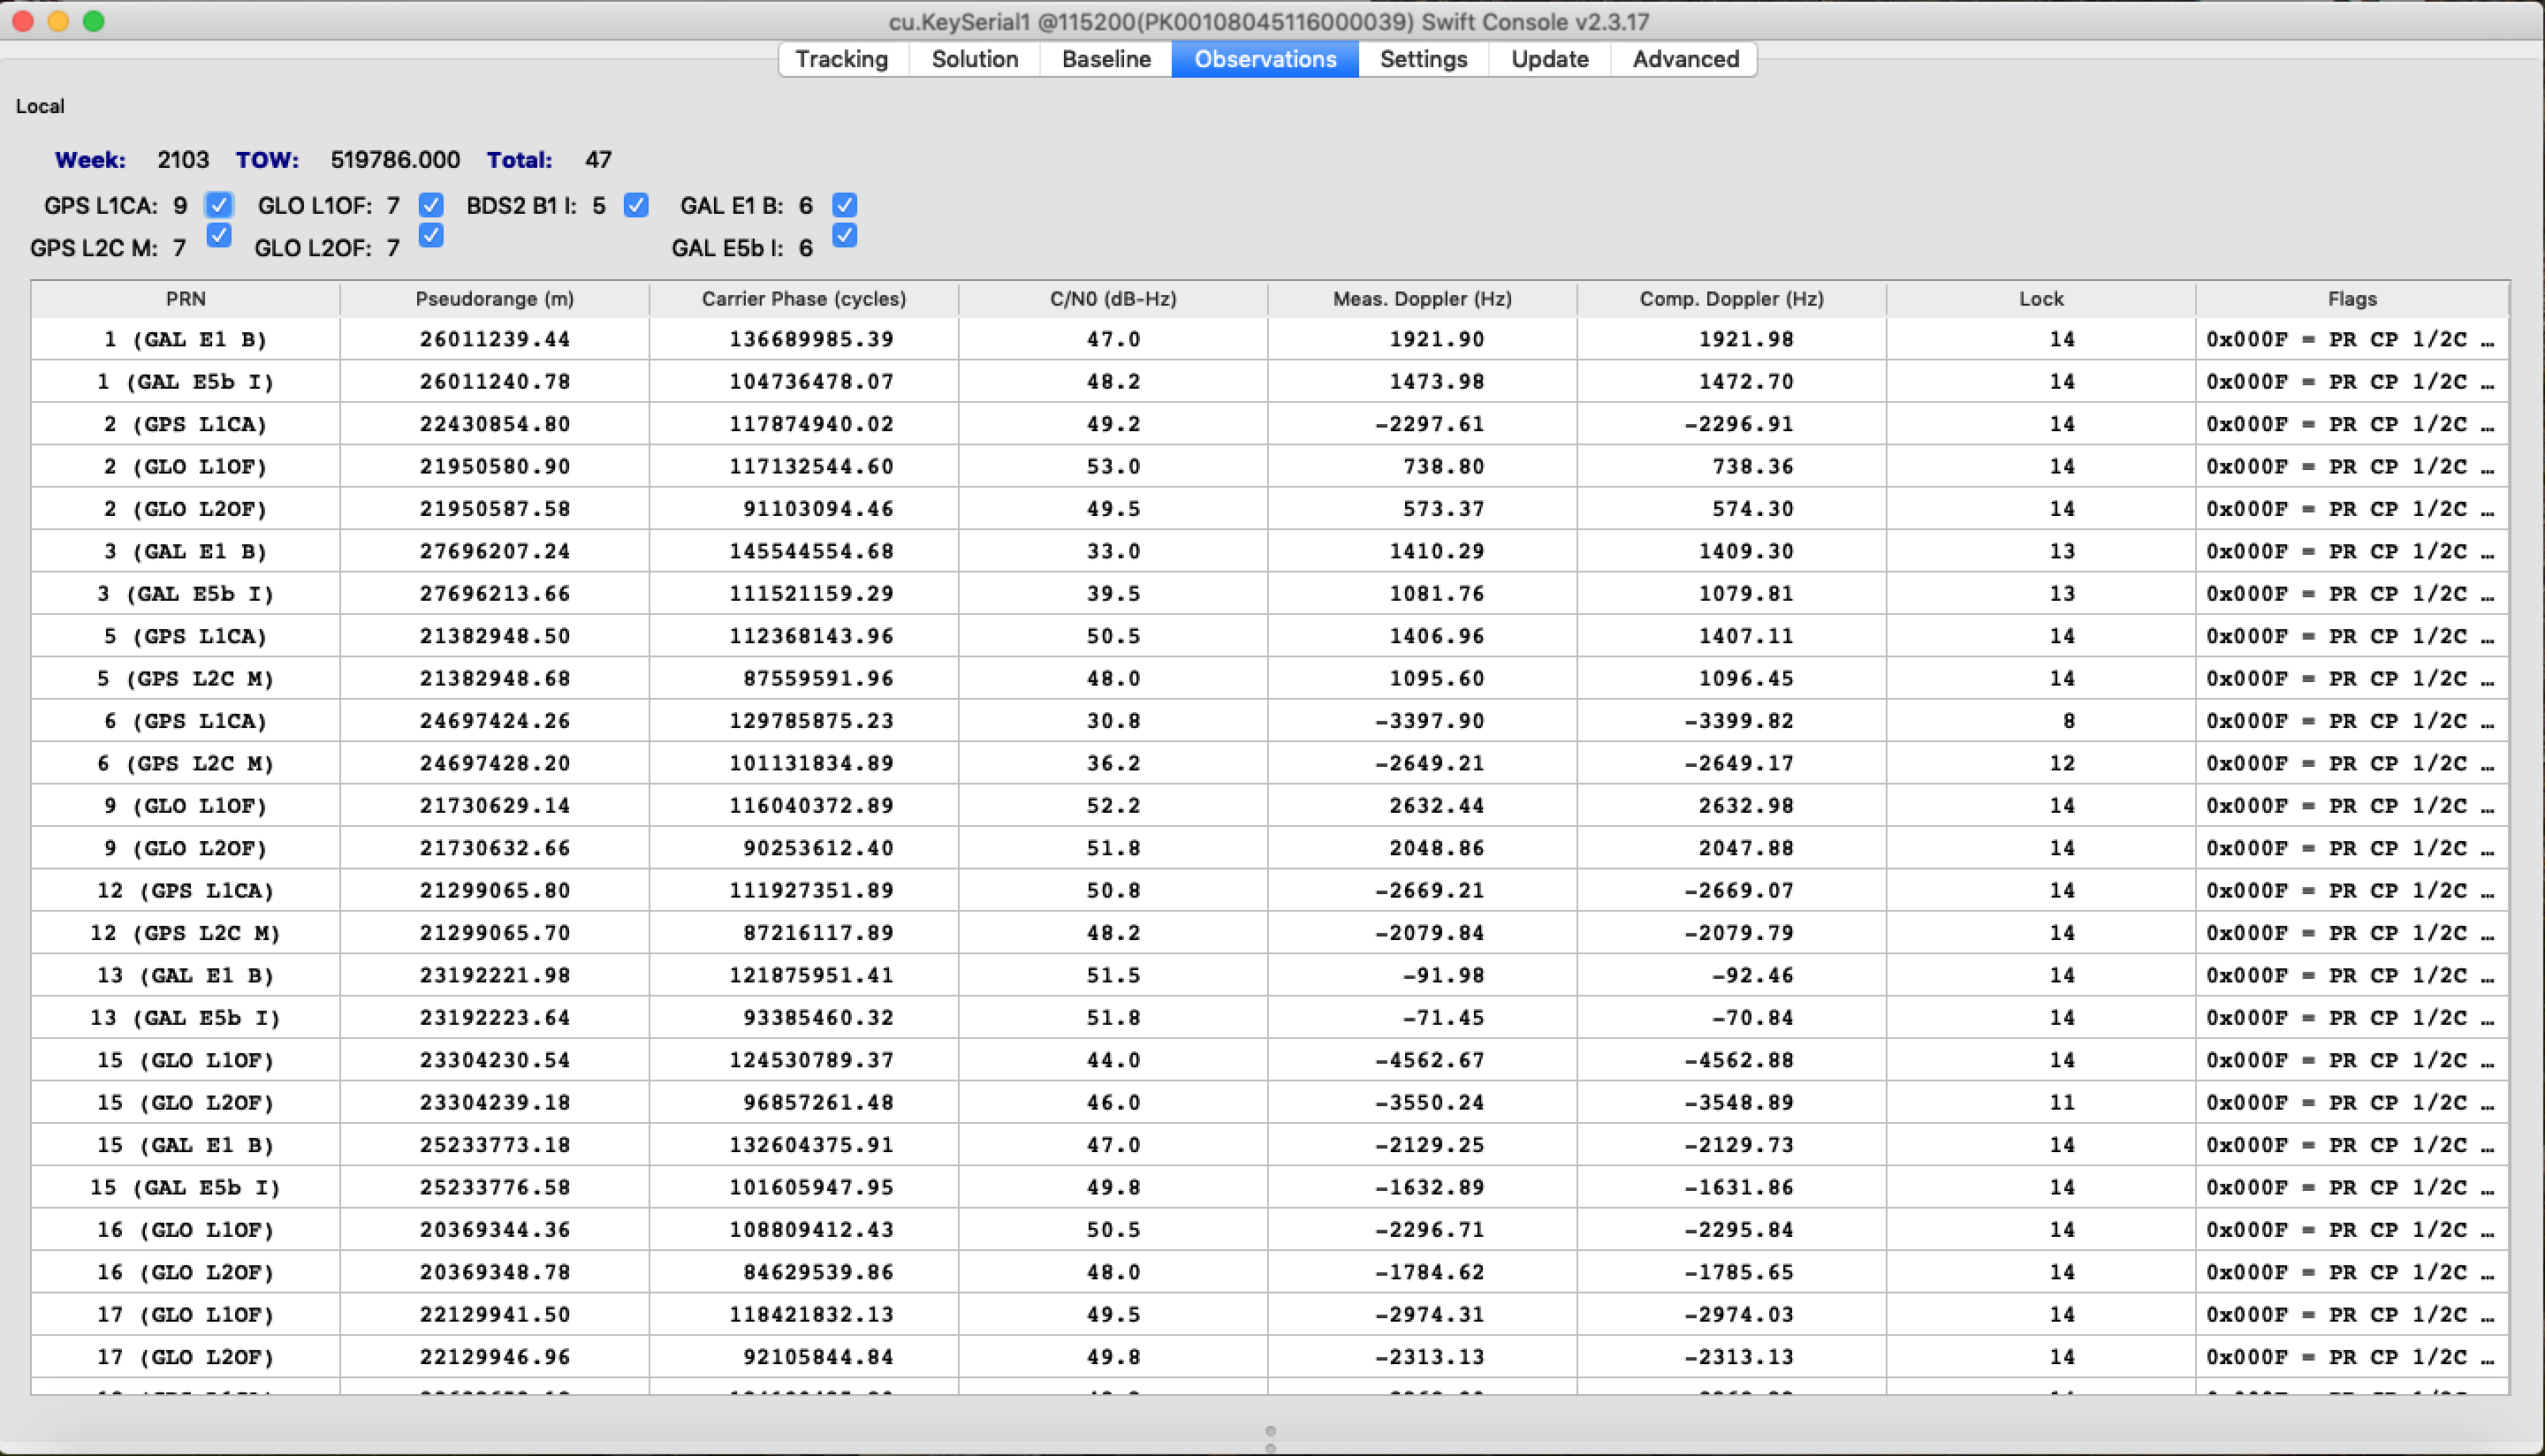 cu.KeySerial1 @115200(PK00108045116000039) Swift Console v2.3.17
Tracking Solution Baseline Observations Settings Update Advanced
Local
Week: 2103 TOW: 519786.000 Total: 47
GPS L1CA: 9 GLO L1OF: 7 BDS2 B1 I: 5 GAL E1 B: 6
GPS L2C M: 7 GLO L2OF: 7 GAL E5b I: 6
PRN Pseudorange (m) Carrier Phase (cycles) C/N0 (dB-Hz) Meas. Doppler (Hz) Comp. Doppler (Hz) Lock Flags
1 (GAL E1 B) 26011239.44 136689985.39 47.0 1921.90 1921.98 14 0x000F = PR CP 1/2C …
1 (GAL E5b I) 26011240.78 104736478.07 48.2 1473.98 1472.70 14 0x000F = PR CP 1/2C …
2 (GPS L1CA) 22430854.80 117874940.02 49.2 -2297.61 -2296.91 14 0x000F = PR CP 1/2C …
2 (GLO L1OF) 21950580.90 117132544.60 53.0 738.80 738.36 14 0x000F = PR CP 1/2C …
2 (GLO L2OF) 21950587.58 91103094.46 49.5 573.37 574.30 14 0x000F = PR CP 1/2C …
3 (GAL E1 B) 27696207.24 145544554.68 33.0 1410.29 1409.30 13 0x000F = PR CP 1/2C …
3 (GAL E5b I) 27696213.66 111521159.29 39.5 1081.76 1079.81 13 0x000F = PR CP 1/2C …
5 (GPS L1CA) 21382948.50 112368143.96 50.5 1406.96 1407.11 14 0x000F = PR CP 1/2C …
5 (GPS L2C M) 21382948.68 87559591.96 48.0 1095.60 1096.45 14 0x000F = PR CP 1/2C …
6 (GPS L1CA) 24697424.26 129785875.23 30.8 -3397.90 -3399.82 8 0x000F = PR CP 1/2C …
6 (GPS L2C M) 24697428.20 101131834.89 36.2 -2649.21 -2649.17 12 0x000F = PR CP 1/2C …
9 (GLO L1OF) 21730629.14 116040372.89 52.2 2632.44 2632.98 14 0x000F = PR CP 1/2C …
9 (GLO L2OF) 21730632.66 90253612.40 51.8 2048.86 2047.88 14 0x000F = PR CP 1/2C …
12 (GPS L1CA) 21299065.80 111927351.89 50.8 -2669.21 -2669.07 14 0x000F = PR CP 1/2C …
12 (GPS L2C M) 21299065.70 87216117.89 48.2 -2079.84 -2079.79 14 0x000F = PR CP 1/2C …
13 (GAL E1 B) 23192221.98 121875951.41 51.5 -91.98 -92.46 14 0x000F = PR CP 1/2C …
13 (GAL E5b I) 23192223.64 93385460.32 51.8 -71.45 -70.84 14 0x000F = PR CP 1/2C …
15 (GLO L1OF) 23304230.54 124530789.37 44.0 -4562.67 -4562.88 14 0x000F = PR CP 1/2C …
15 (GLO L2OF) 23304239.18 96857261.48 46.0 -3550.24 -3548.89 11 0x000F = PR CP 1/2C …
15 (GAL E1 B) 25233773.18 132604375.91 47.0 -2129.25 -2129.73 14 0x000F = PR CP 1/2C …
15 (GAL E5b I) 25233776.58 101605947.95 49.8 -1632.89 -1631.86 14 0x000F = PR CP 1/2C …
16 (GLO L1OF) 20369344.36 108809412.43 50.5 -2296.71 -2295.84 14 0x000F = PR CP 1/2C …
16 (GLO L2OF) 20369348.78 84629539.86 48.0 -1784.62 -1785.65 14 0x000F = PR CP 1/2C …
17 (GLO L1OF) 22129941.50 118421832.13 49.5 -2974.31 -2974.03 14 0x000F = PR CP 1/2C …
17 (GLO L2OF) 22129946.96 92105844.84 49.8 -2313.13 -2313.13 14 0x000F = PR CP 1/2C …